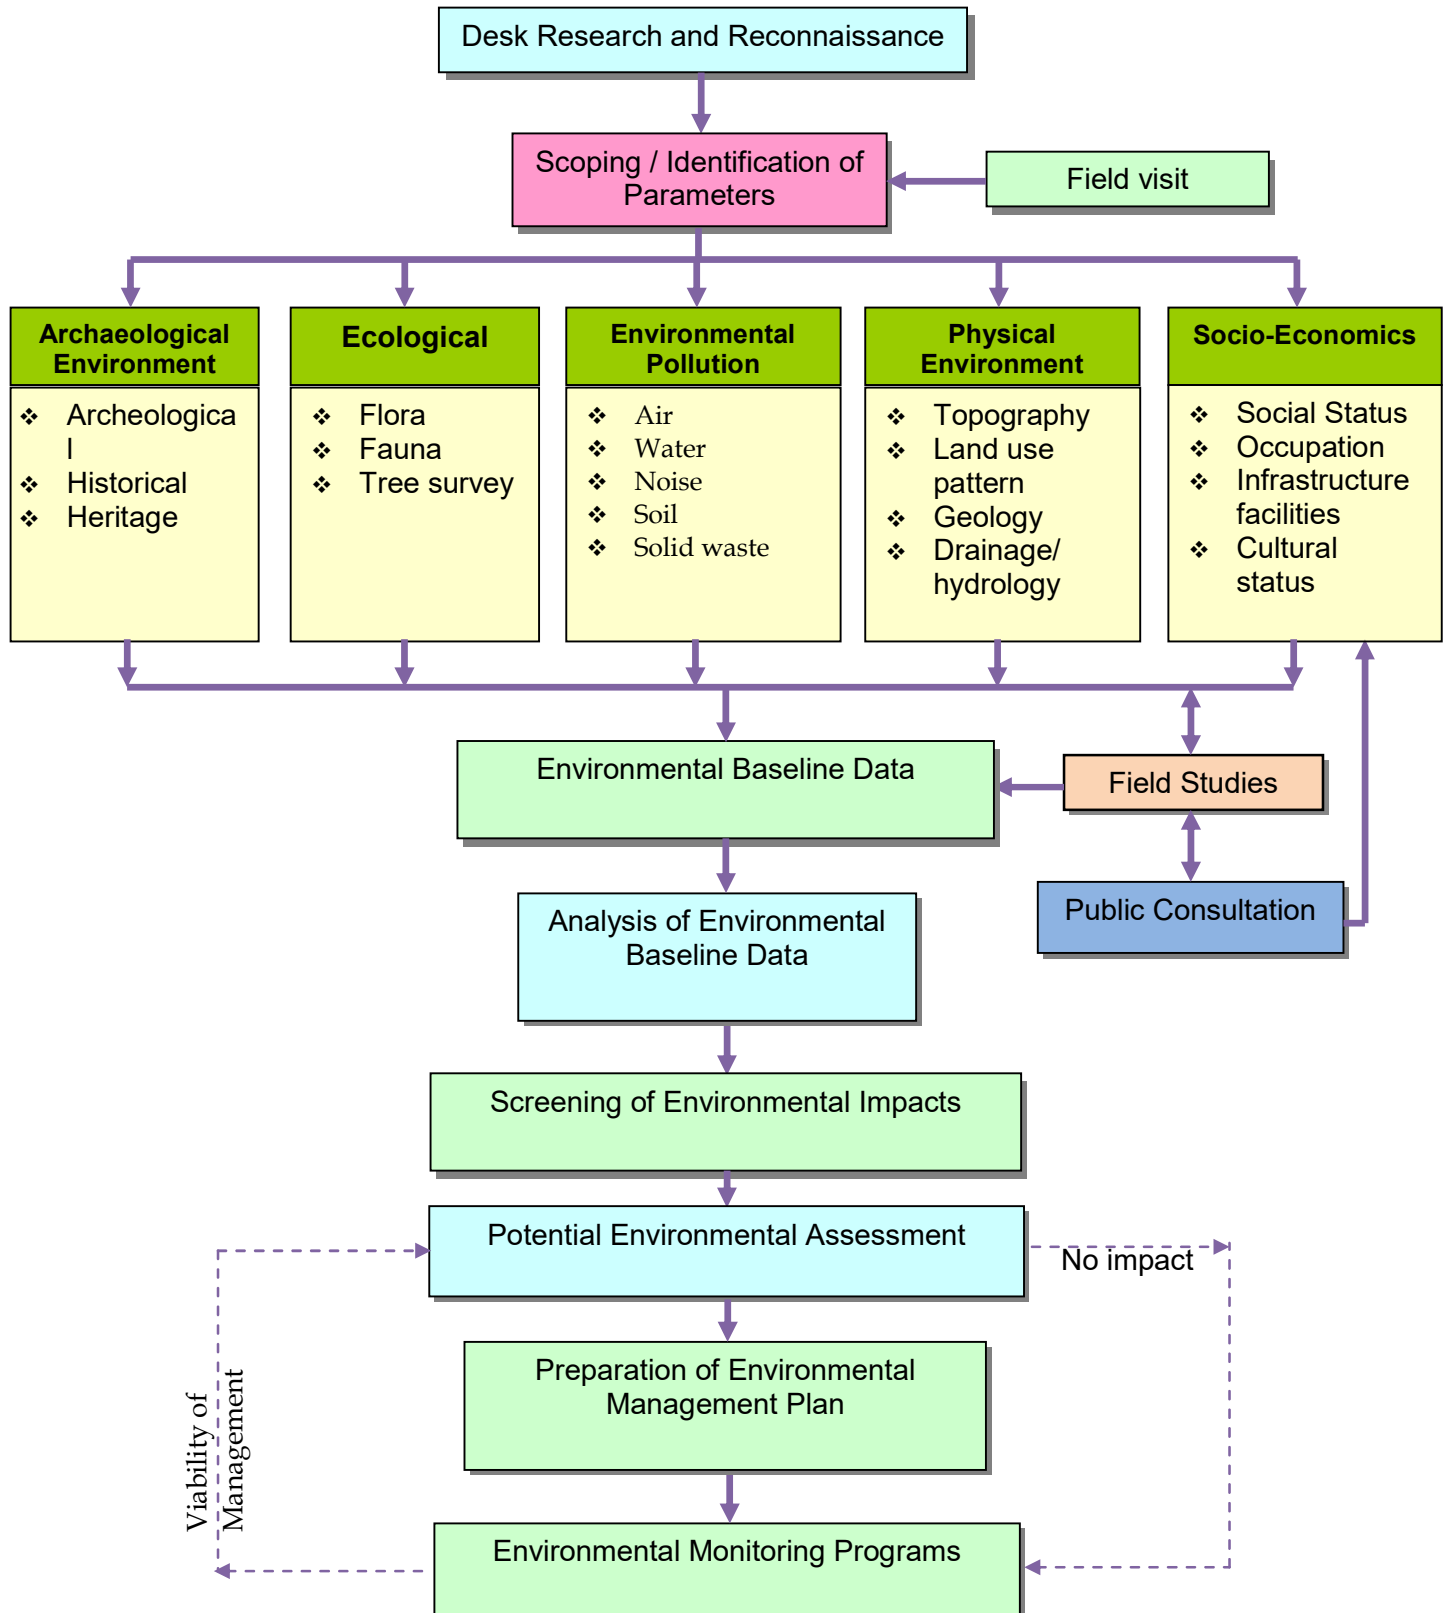 Desk Research and Reconnaissance
Scoping / Identification of
Parameters
Field visit
Archaeological
Environment
❖ Archeologica
l
❖ Historical
❖ Heritage
Ecological
❖ Flora
❖ Fauna
❖ Tree survey
Environmental
Pollution
❖ Air
❖ Water
❖ Noise
❖ Soil
❖ Solid waste
Physical
Environment
❖ Topography
❖ Land use
pattern
❖ Geology
❖ Drainage/
hydrology
Socio-Economics
❖ Social Status
❖ Occupation
❖ Infrastructure
facilities
❖ Cultural
status
Environmental Baseline Data
Field Studies
Public Consultation
Analysis of Environmental
Baseline Data
Screening of Environmental Impacts
Potential Environmental Assessment
No impact
Preparation of Environmental
Management Plan
Viability of
Management
Environmental Monitoring Programs